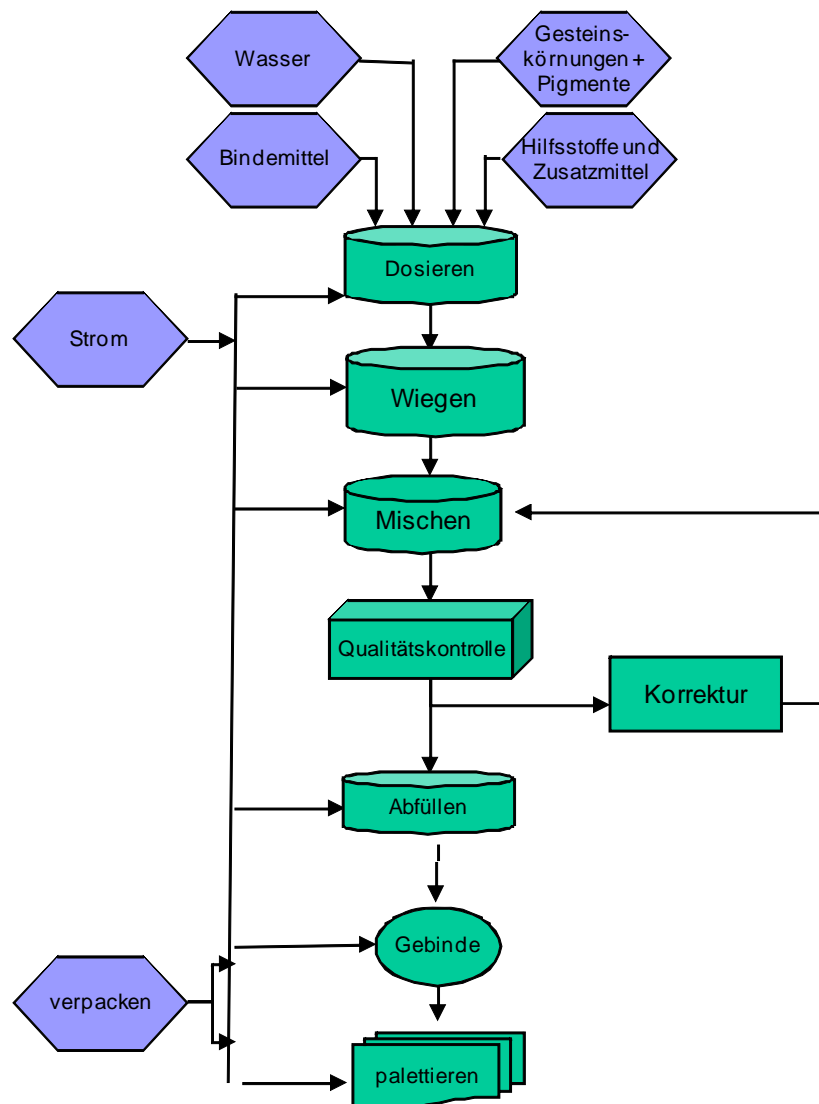 Wasser
Gesteins-
körnungen +
Pigmente
Bindemittel
Hilfsstoffe und
Zusatzmittel
Dosieren
Strom
Wiegen
Mischen
Qualitätskontrolle
Korrektur
Abfüllen
Gebinde
verpacken
palettieren